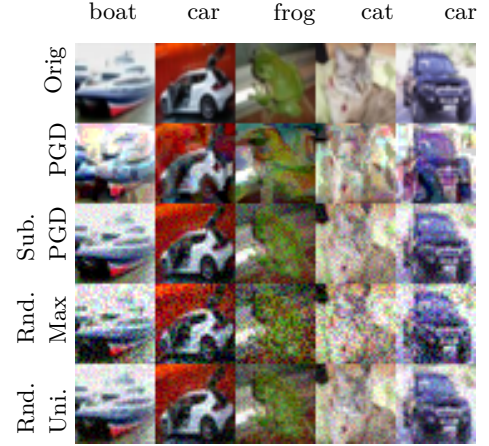 boat car frog cat car
Orig
PGD
Sub.
PGD
Rnd.
Max
Rnd.
Uni.